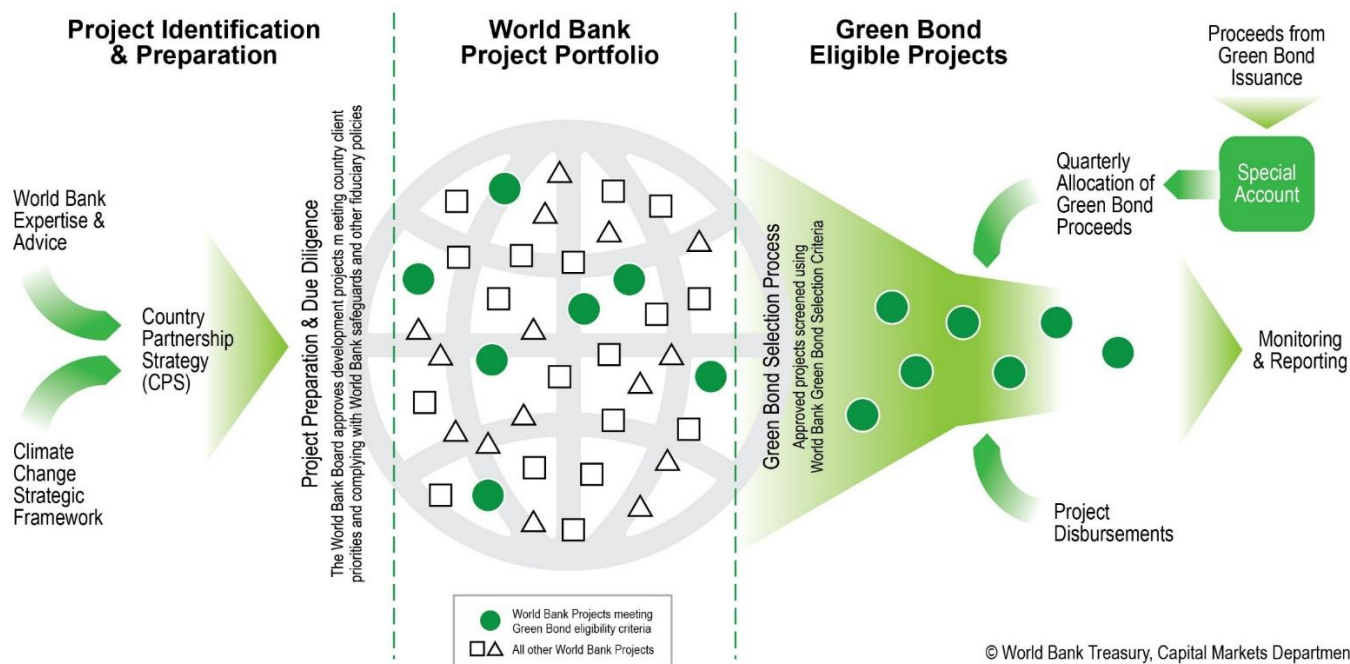 Project Identification
& Preparation
World Bank
Expertise &
Advice
Climate
Change
Strategic
Framework
Country
Partnership
Strategy
(CPS)
Project Preparation & Due Diligence
The World Bank Board approves development projects meeting country client
priorities and complying with World Bank safeguards and other fiduciary policies
World Bank
Project Portfolio
World Bank Projects meeting
Green Bond eligibility criteria
All other World Bank Projects
Green Bond
Eligible Projects
Green Bond Selection Process
Approved projects screened using
World Bank Green Bond Selection Criteria
Proceeds from
Green Bond
Issuance
Special
Account
Quarterly
Allocation of
Green Bond
Proceeds
Project
Disbursements
Monitoring
& Reporting
© World Bank Treasury, Capital Markets Departmen